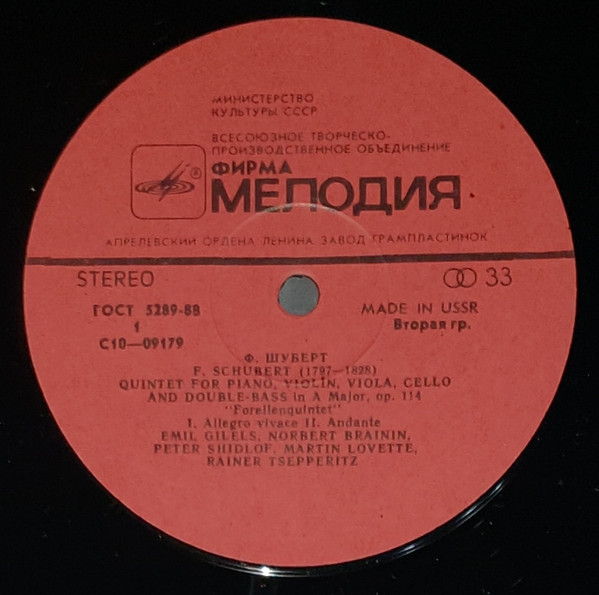 МИНИСТЕРСТВО
КУЛЬТУРЫ СССР
ВСЕСОЮЗНОЕ ТВОРЧЕСКО-
ПРОИЗВОДСТВЕННОЕ ОБЪЕДИНЕНИЕ
®
ФИРМА
МЕЛОДИЯ
АПРЕЛЕВСКИЙ ОРДЕНА ЛЕНИНА ЗАВОД ГРАМПЛАСТИНОК
STEREO 33
ГОСТ 5289-88 MADE IN USSR
1 Вторая гр.
С10—09179
Ф. ШУБЕРТ
F. SCHUBERT (1797—1828)
QUINTET FOR PIANO, VIOLIN, VIOLA, CELLO
AND DOUBLE-BASS in A Major, op. 114
"Forellenquintet"
I. Allegro vivace II. Andante
EMIL GILELS, NORBERT BRAININ,
PETER SHIDLOF, MARTIN LOVETTE,
RAINER TSEPPERITZ